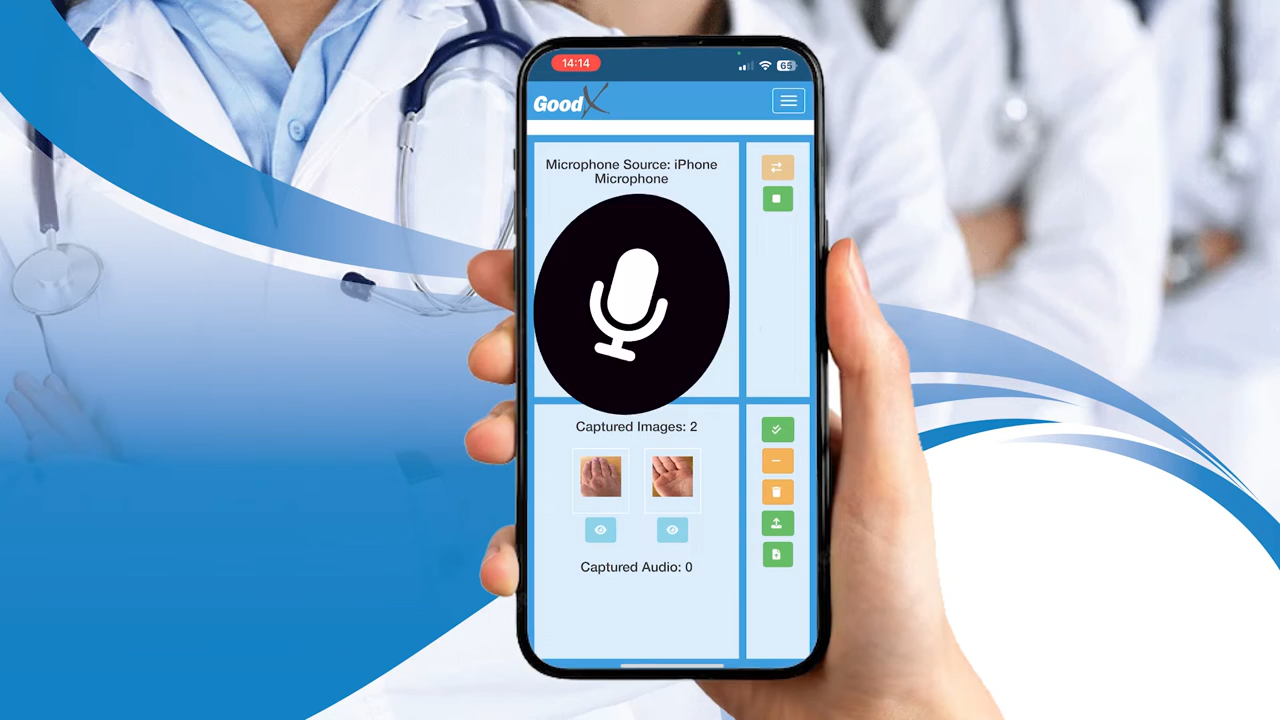 14:14
65
GoodX
Microphone Source: iPhone
Microphone
Captured Images: 2
Captured Audio: 0